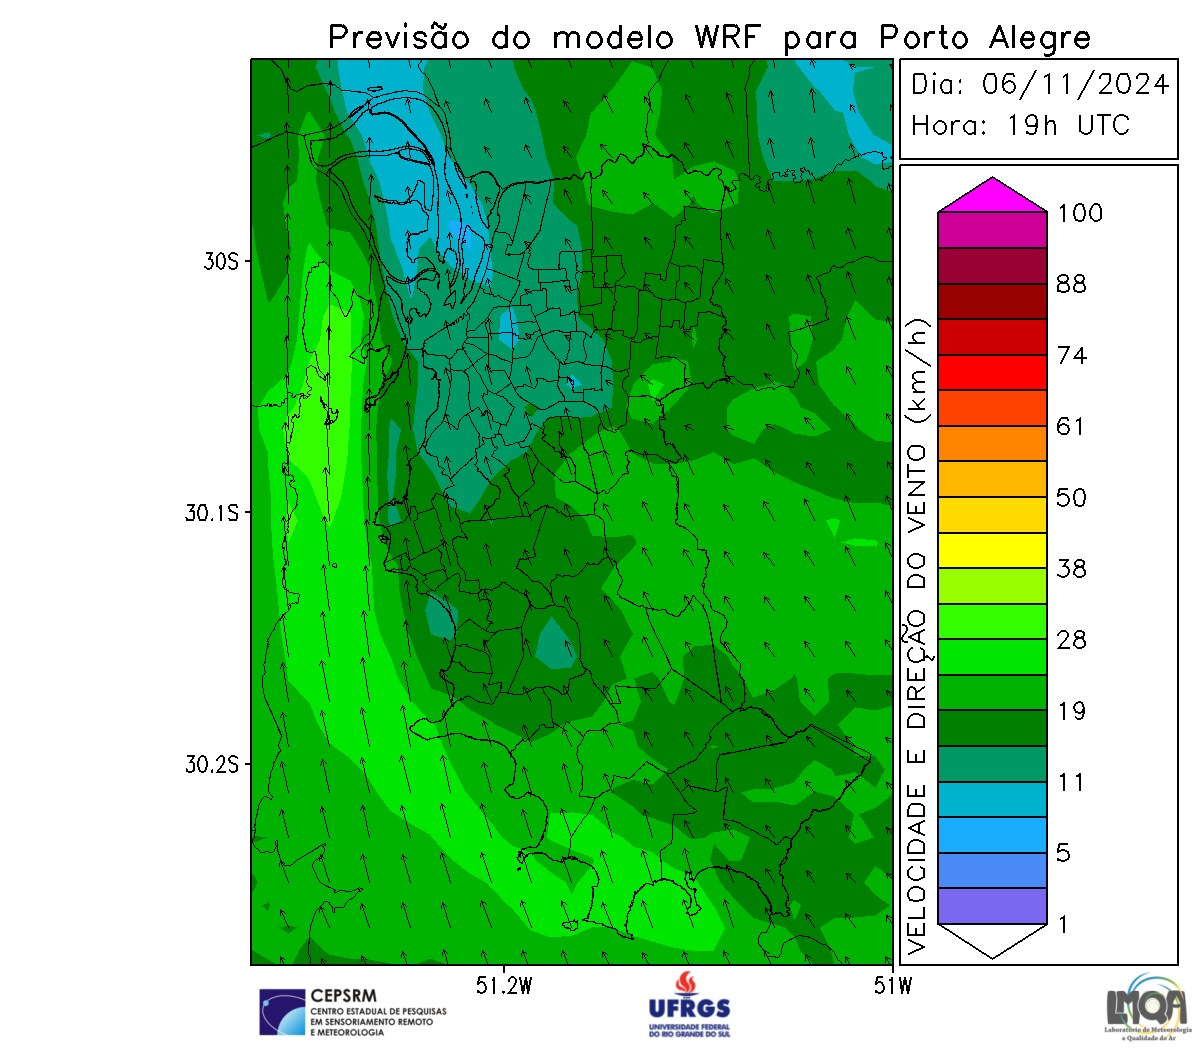 Previsão do modelo WRF para Porto Alegre
Dia: 06/11/2024
Hora: 19h UTC
VELOCIDADE E DIREÇÃO DO VENTO (km/h)
100
88
74
61
50
38
28
19
11
5
1
30S
30.1S
30.2S
51.2W
51W
CEPSRM
CENTRO ESTADUAL DE PESQUISAS
EM SENSORIAMENTO REMOTO
E METEOROLOGIA
UFRGS
UNIVERSIDADE FEDERAL
DO RIO GRANDE DO SUL
LMQA
Laboratório de Meteorologia
e Qualidade do Ar